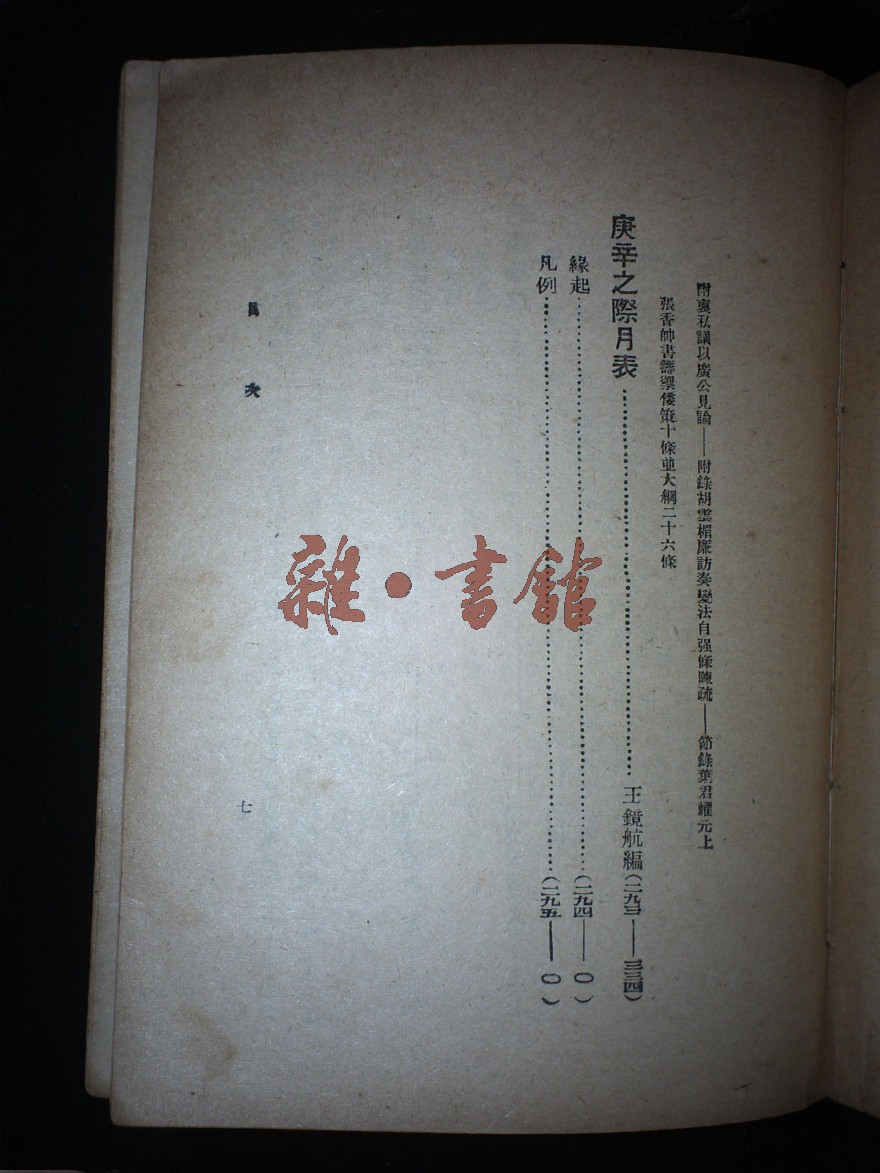 附裒私議以廣公見論——附錄胡雲楣廉訪奏變法自强條陳疏——節錄葉君耀元上
張香帥書籌禦倭策十條並大綱二十六條
庚辛之際月表……王鏡航編(二九三——三三四)
緣起……(二九四——〇)
凡例……(二九五——〇)
目次
七
雜·書館